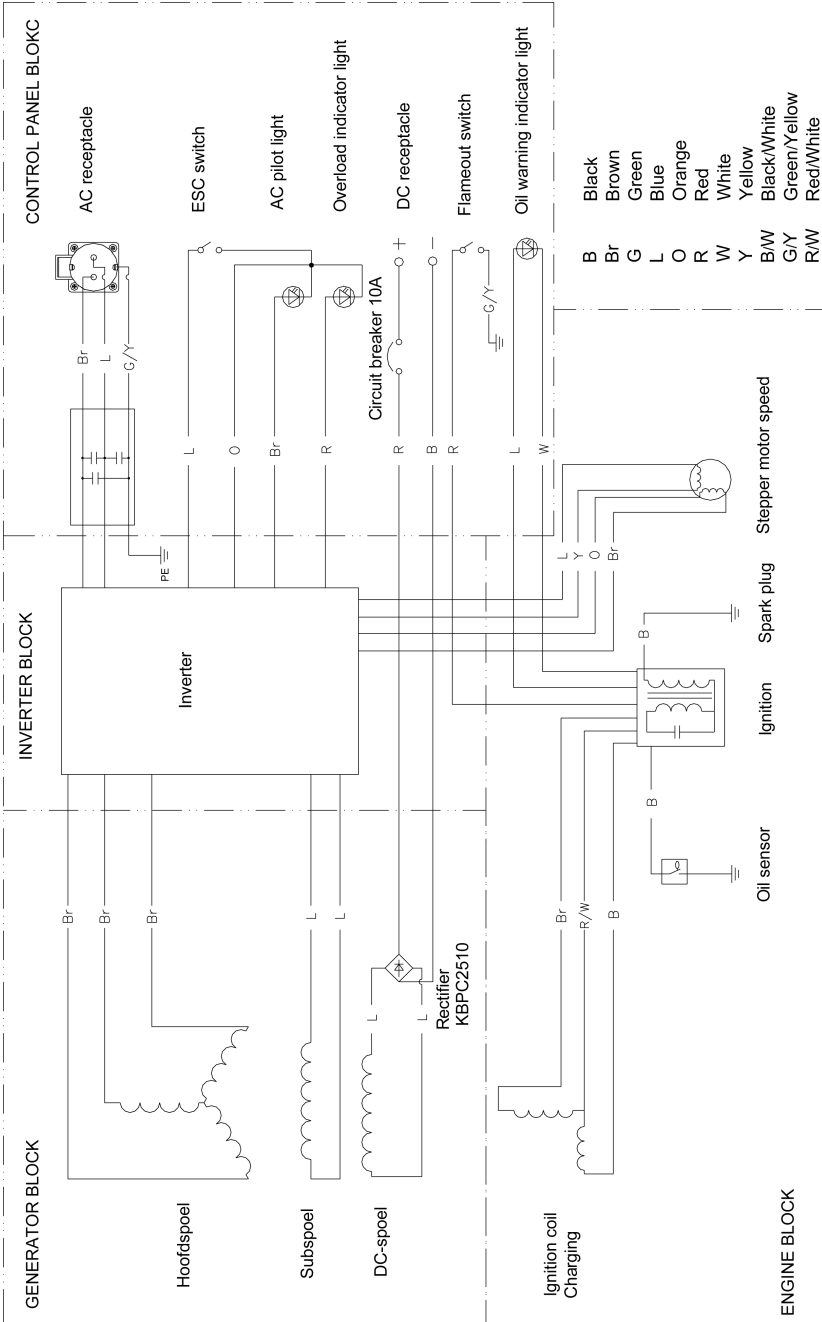 GENERATOR BLOCK
INVERTER BLOCK
CONTROL PANEL BLOKC
Br
Br
Br
Hoofdspoel
L
L
Subspoel
L
L
DC-spoel
Rectifier
KBPC2510
Inverter
PE
Br
L
G/Y
AC receptacle
L
ESC switch
O
Br
AC pilot light
R
Overload indicator light
Circuit breaker 10A
R
+
DC receptacle
B
–
R
G/Y
Flameout switch
L
W
Oil warning indicator light
L
Y
O
Br
Stepper motor speed
Br
R/W
B
Ignition coil
Charging
B
Oil sensor
Ignition
B
Spark plug
ENGINE BLOCK
B Black
Br Brown
G Green
L Blue
O Orange
R Red
W White
Y Yellow
B/W Black/White
G/Y Green/Yellow
R/W Red/White